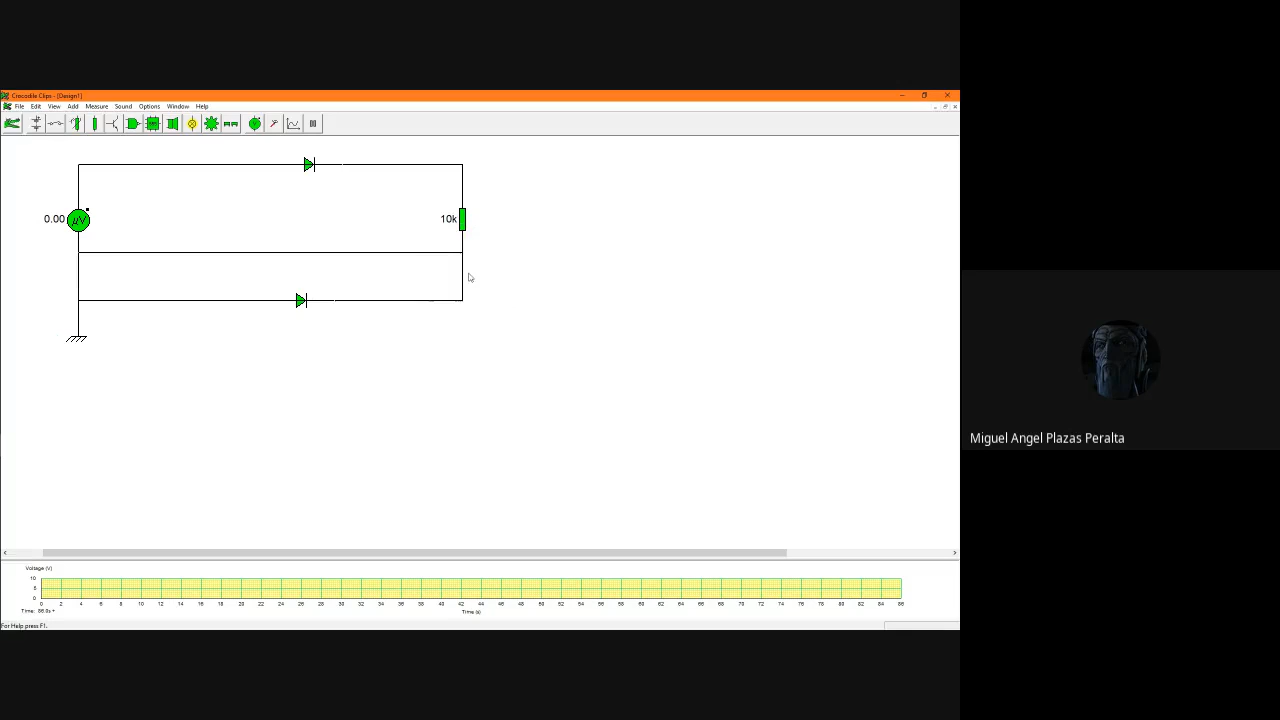 Crocodile Clips - [Design1]
File Edit View Add Measure Sound Options Window Help
0.00 µV
10k
Voltage (V)
10
5
0
0 2 4 6 8 10 12 14 16 18 20 22 24 26 28 30 32 34 36 38 40 42 44 46 48 50 52 54 56 58 60 62 64 66 68 70 72 74 76 78 80 82 84 86
Time (s)
For Help press F1.
Miguel Angel Plazas Peralta